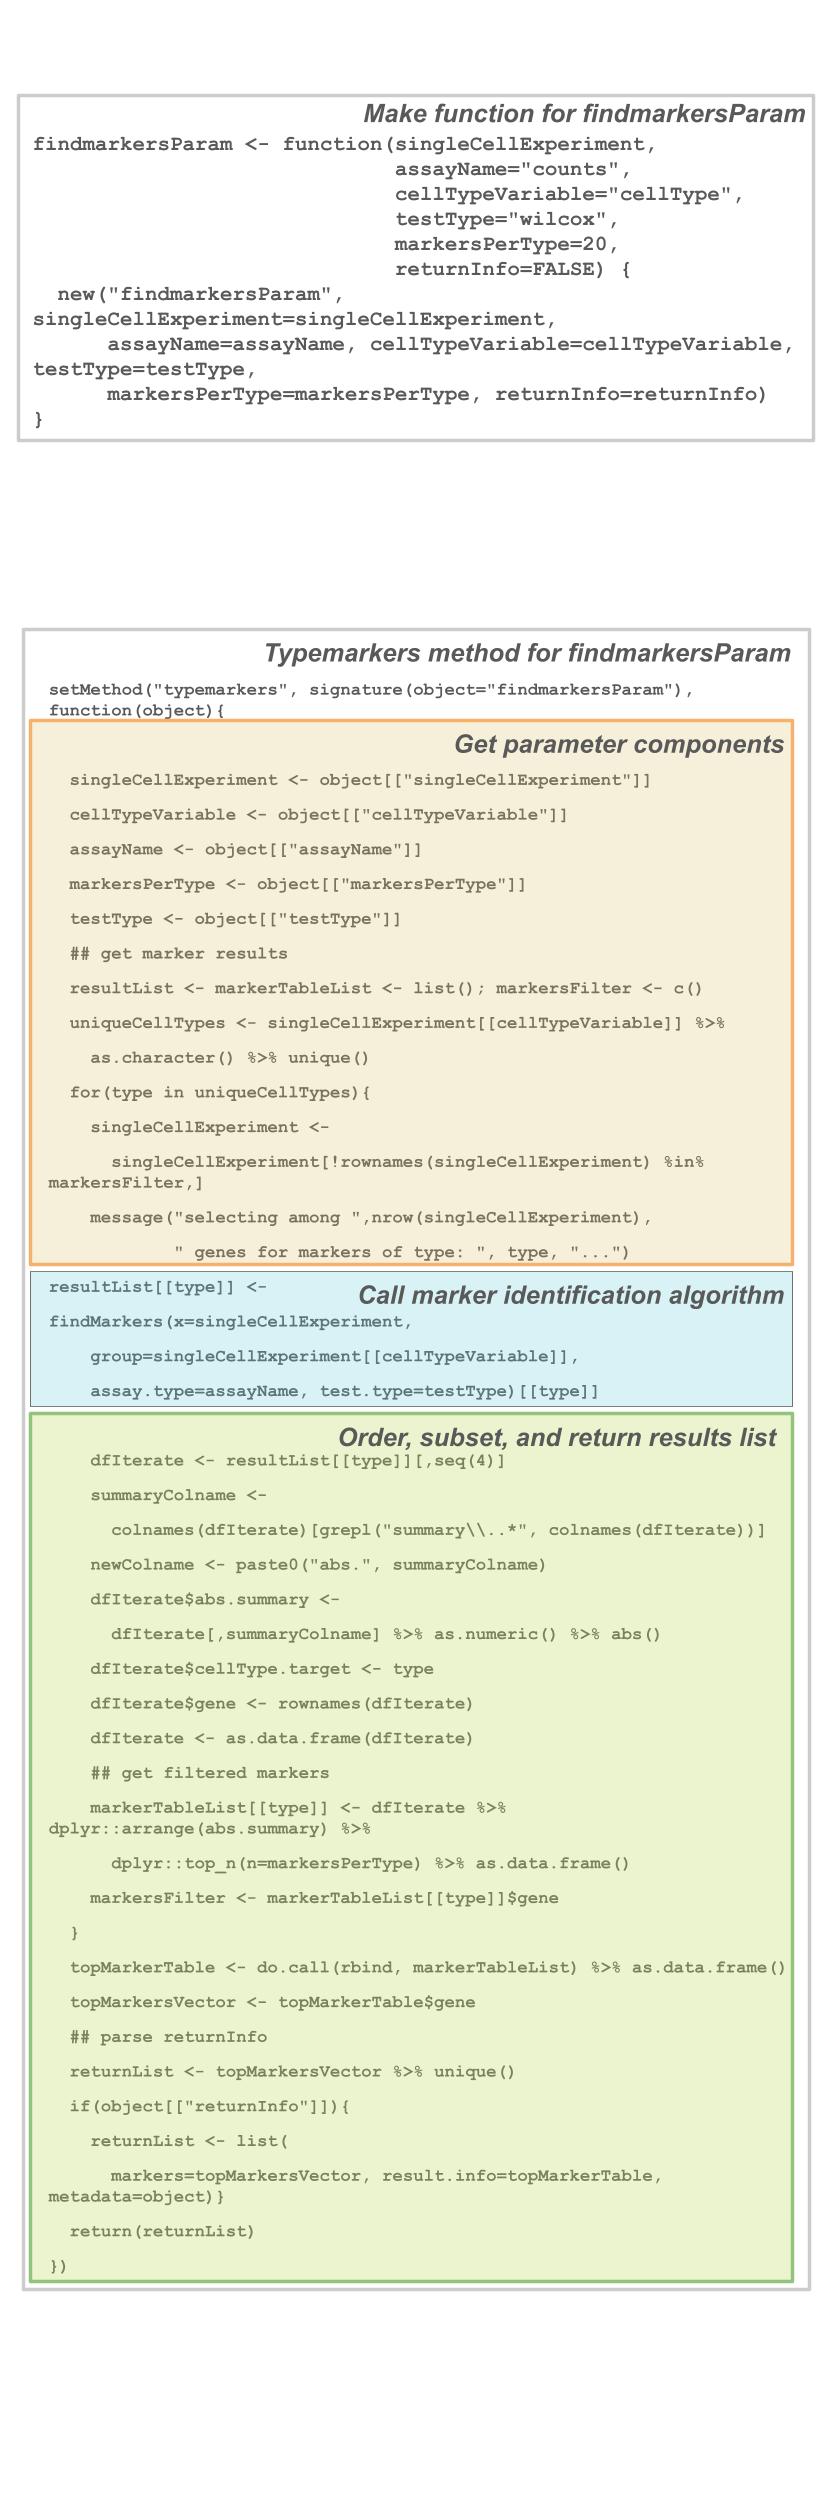 Make function for findmarkersParam
findmarkersParam <- function(singleCellExperiment,
                             assayName="counts",
                             cellTypeVariable="cellType",
                             testType="wilcox",
                             markersPerType=20,
                             returnInfo=FALSE) {
  new("findmarkersParam",
singleCellExperiment=singleCellExperiment,
      assayName=assayName, cellTypeVariable=cellTypeVariable,
testType=testType,
      markersPerType=markersPerType, returnInfo=returnInfo)
}
Typemarkers method for findmarkersParam
setMethod("typemarkers", signature(object="findmarkersParam"),
function(object){
Get parameter components
  singleCellExperiment <- object[["singleCellExperiment"]]
  cellTypeVariable <- object[["cellTypeVariable"]]
  assayName <- object[["assayName"]]
  markersPerType <- object[["markersPerType"]]
  testType <- object[["testType"]]
  ## get marker results
  resultList <- markerTableList <- list(); markersFilter <- c()
  uniqueCellTypes <- singleCellExperiment[[cellTypeVariable]] %>%
    as.character() %>% unique()
  for(type in uniqueCellTypes){
    singleCellExperiment <-
      singleCellExperiment[!rownames(singleCellExperiment) %in%
markersFilter,]
    message("selecting among ",nrow(singleCellExperiment),
            " genes for markers of type: ", type, "...")
resultList[[type]] <-
Call marker identification algorithm
findMarkers(x=singleCellExperiment,
    group=singleCellExperiment[[cellTypeVariable]],
    assay.type=assayName, test.type=testType)[[type]]
Order, subset, and return results list
    dfIterate <- resultList[[type]][,seq(4)]
    summaryColname <-
      colnames(dfIterate)[grepl("summary\\..*", colnames(dfIterate))]
    newColname <- paste0("abs.", summaryColname)
    dfIterate$abs.summary <-
      dfIterate[,summaryColname] %>% as.numeric() %>% abs()
    dfIterate$cellType.target <- type
    dfIterate$gene <- rownames(dfIterate)
    dfIterate <- as.data.frame(dfIterate)
    ## get filtered markers
    markerTableList[[type]] <- dfIterate %>%
dplyr::arrange(abs.summary) %>%
      dplyr::top_n(n=markersPerType) %>% as.data.frame()
    markersFilter <- markerTableList[[type]]$gene
  }
  topMarkerTable <- do.call(rbind, markerTableList) %>% as.data.frame()
  topMarkersVector <- topMarkerTable$gene
  ## parse returnInfo
  returnList <- topMarkersVector %>% unique()
  if(object[["returnInfo"]]){
    returnList <- list(
      markers=topMarkersVector, result.info=topMarkerTable,
metadata=object)}
  return(returnList)
})